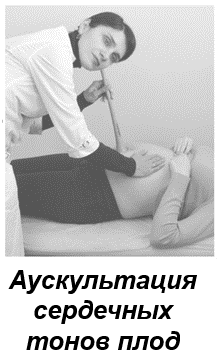 Аускультация
сердечных
тонов плод